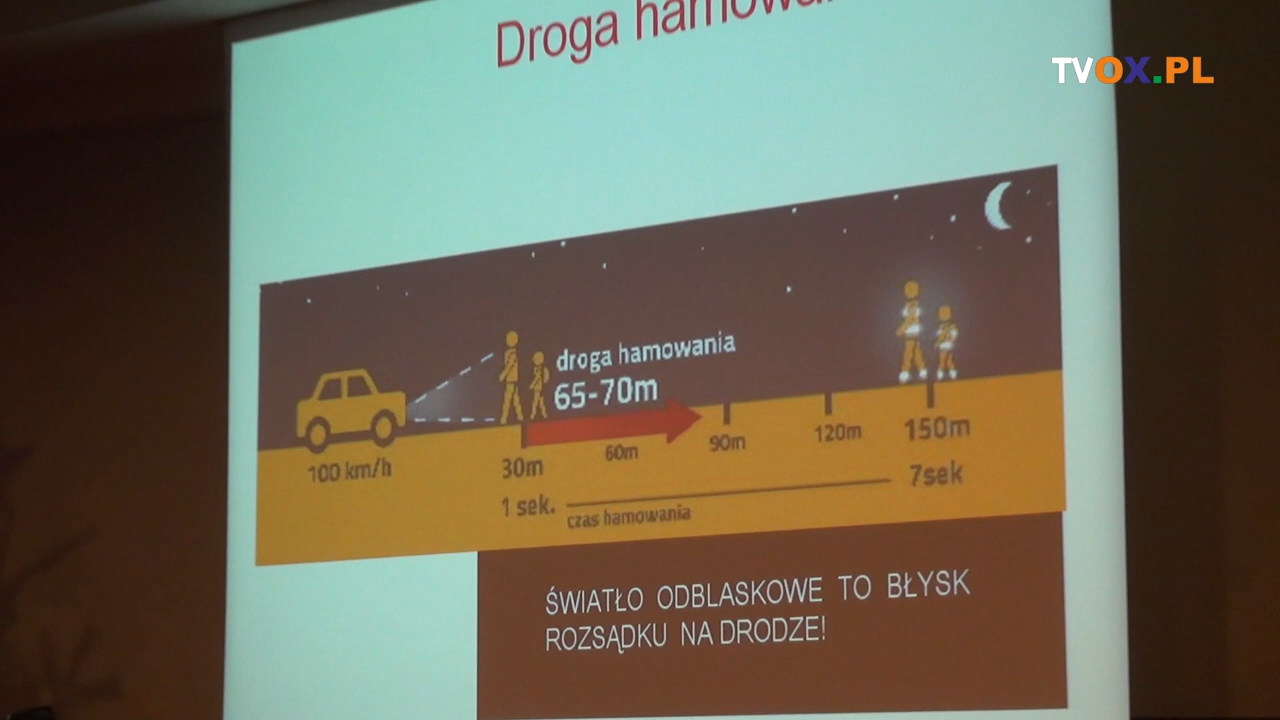 Droga
TVOX.PL
droga hamowania
65-70m
60m
90m
120m
150m
100 km/h
30m
7sek
1 sek.
czas hamowania
ŚWIATŁO ODBLASKOWE TO BŁYSK
ROZSĄDKU NA DRODZE!